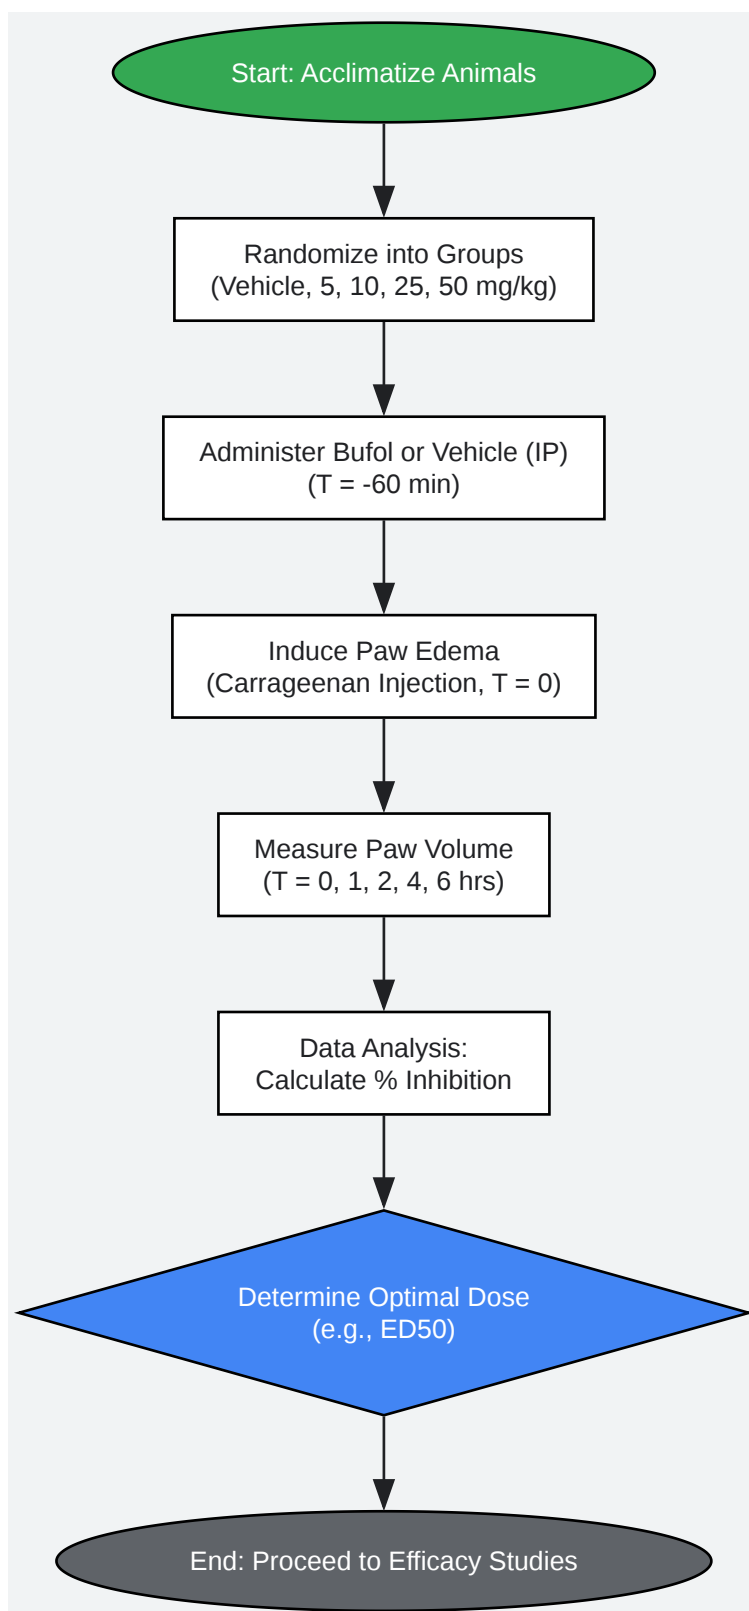 Start: Acclimatize Animals
Randomize into Groups
(Vehicle, 5, 10, 25, 50 mg/kg)
Administer Bufol or Vehicle (IP)
(T = -60 min)
Induce Paw Edema
(Carrageenan Injection, T = 0)
Measure Paw Volume
(T = 0, 1, 2, 4, 6 hrs)
Data Analysis:
Calculate % Inhibition
Determine Optimal Dose
(e.g., ED50)
End: Proceed to Efficacy Studies